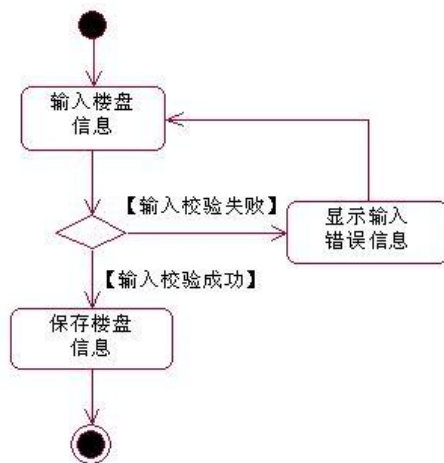 输入楼盘
信息
【输入校验失败】
显示输入
错误信息
【输入校验成功】
保存楼盘
信息